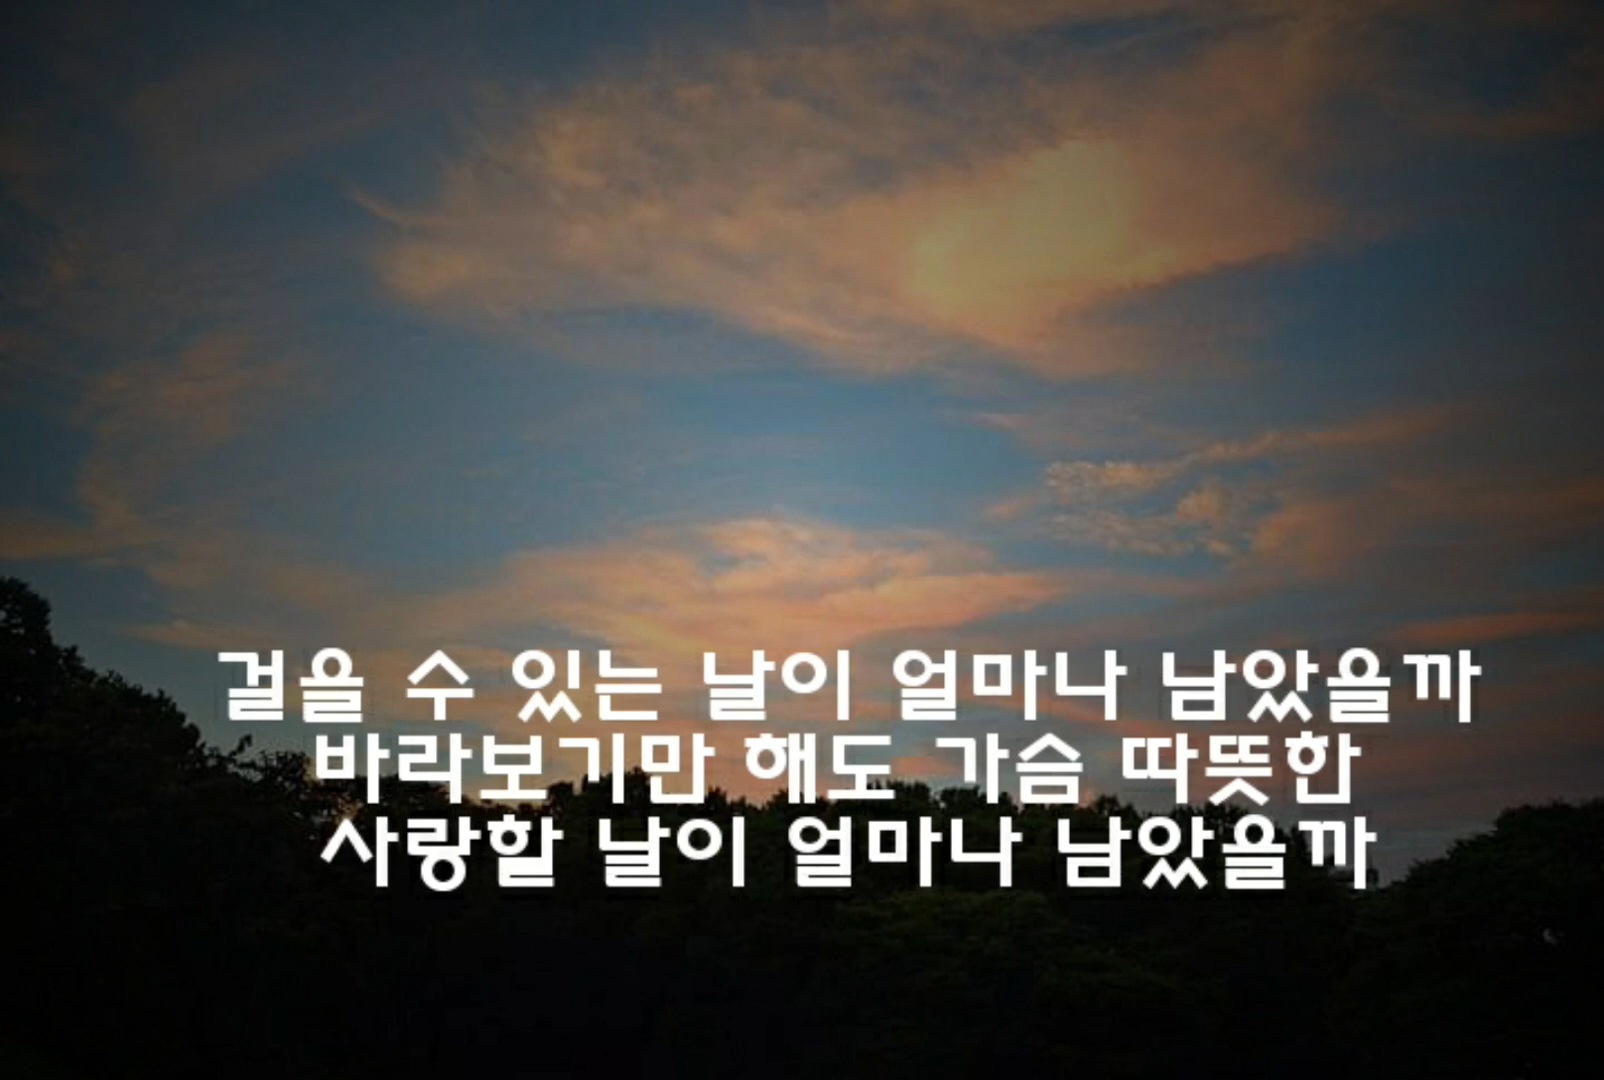 걸을 수 있는 날이 얼마나 남았을까
바라보기만 해도 가슴 따뜻한
사랑할 날이 얼마나 남았을까